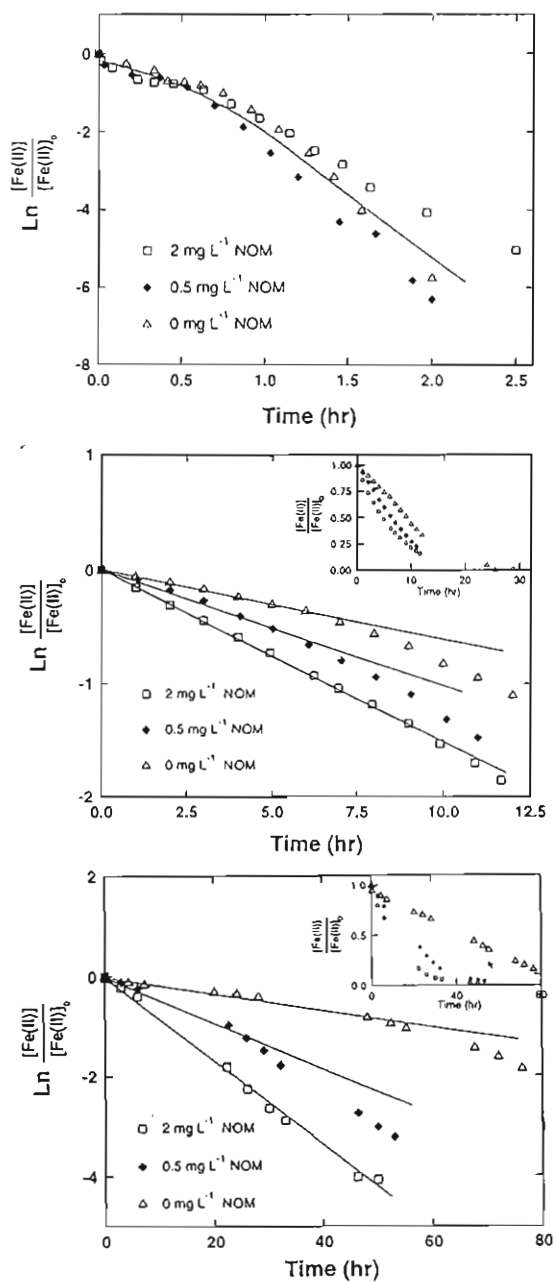 0
-2
-4
-6
-8
Ln [Fe(II)] / [Fe(II)]o
□ 2 mg L⁻¹ NOM
◆ 0.5 mg L⁻¹ NOM
△ 0 mg L⁻¹ NOM
0.0 0.5 1.0 1.5 2.0 2.5
Time (hr)
1
0
-1
-2
Ln [Fe(II)] / [Fe(II)]o
1.00
0.75
0.50
0.25
0.00
[Fe(II)] / [Fe(II)]o
0 10 20 30
Time (hr)
□ 2 mg L⁻¹ NOM
◆ 0.5 mg L⁻¹ NOM
△ 0 mg L⁻¹ NOM
0.0 2.5 5.0 7.5 10.0 12.5
Time (hr)
2
0
-2
-4
Ln [Fe(II)] / [Fe(II)]o
1.0
0.5
0.0
[Fe(II)] / [Fe(II)]o
0 20 40 60
Time (hr)
□ 2 mg L⁻¹ NOM
◆ 0.5 mg L⁻¹ NOM
△ 0 mg L⁻¹ NOM
0 20 40 60 80
Time (hr)